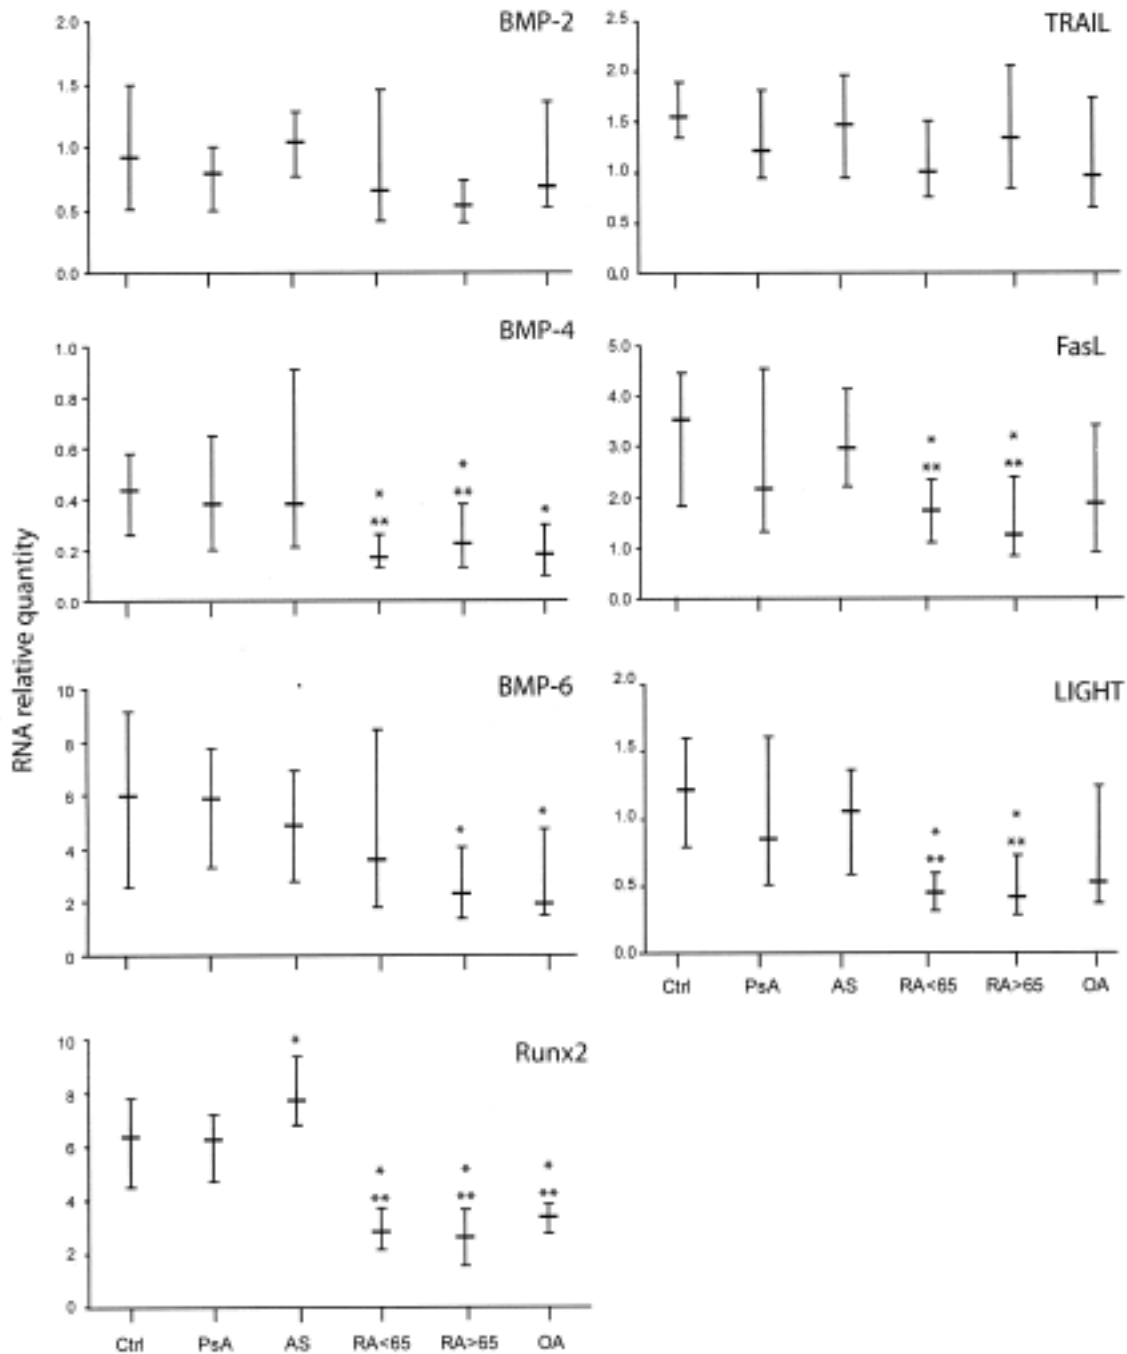 RNA relative quantity
BMP-2
2.0
1.5
1.0
0.5
0.0
TRAIL
2.5
2.0
1.5
1.0
0.5
0.0
BMP-4
1.0
0.8
0.6
0.4
0.2
0.0
* ** * ** *
FasL
5.0
4.0
3.0
2.0
1.0
0.0
* ** * **
BMP-6
10
8
6
4
2
0
* *
LIGHT
2.0
1.5
1.0
0.5
0.0
* ** * **
Ctrl PsA AS RA<65 RA>65 OA
Runx2
10
8
6
4
2
0
* * ** * ** * **
Ctrl PsA AS RA<65 RA>65 OA